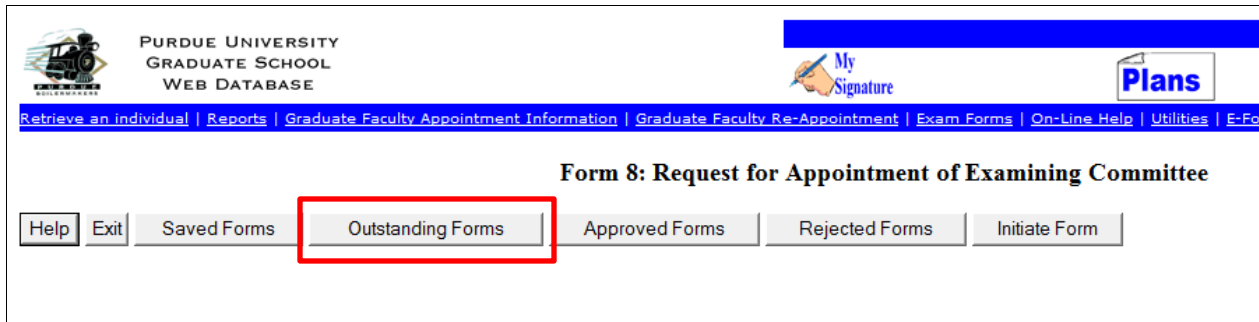 PURDUE UNIVERSITY
GRADUATE SCHOOL
WEB DATABASE
PURDUE
BOILERMAKERS
My
Signature
Plans
Retrieve an individual | Reports | Graduate Faculty Appointment Information | Graduate Faculty Re-Appointment | Exam Forms | On-Line Help | Utilities | E-Fo
Form 8: Request for Appointment of Examining Committee
Help Exit Saved Forms Outstanding Forms Approved Forms Rejected Forms Initiate Form